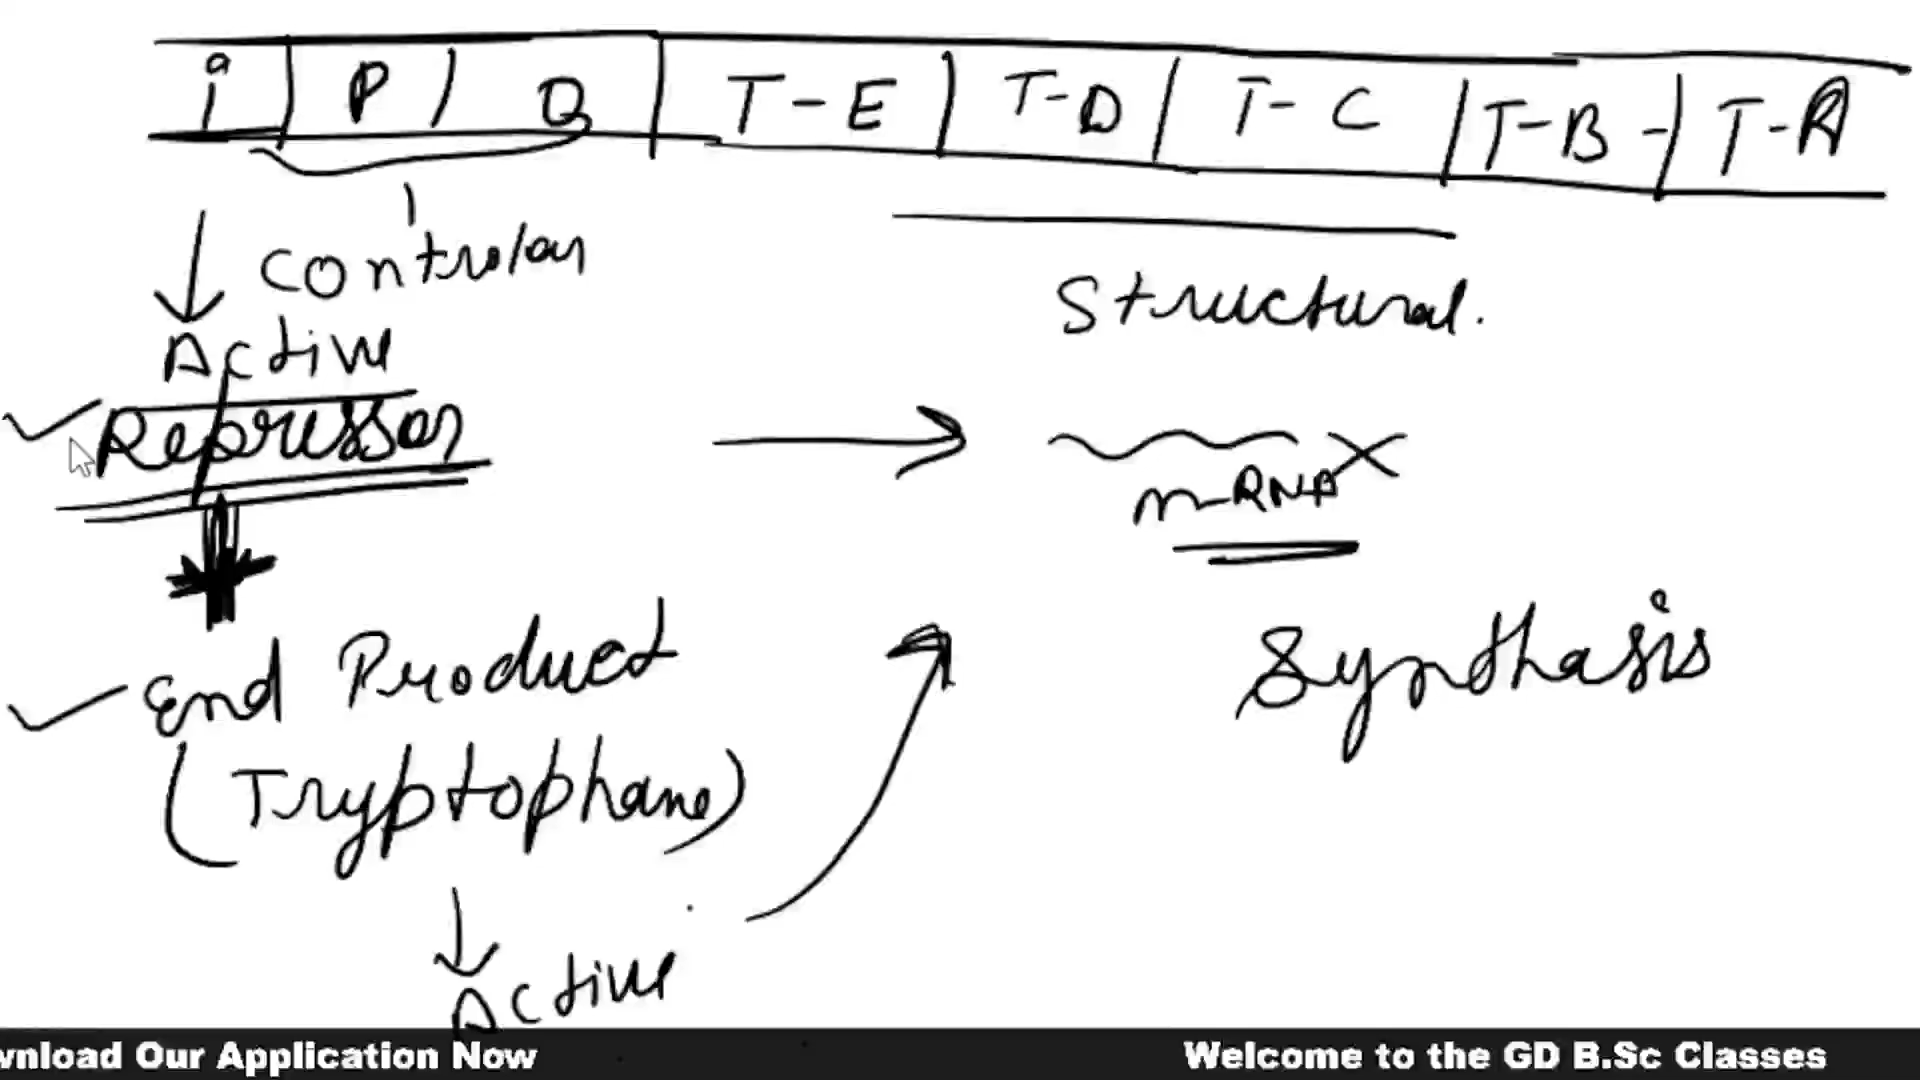 i P O T-E T-D T-C T-B T-A
Controlar
Structural.
Active
Repressor
m-RNA
Synthasis
End Product
(Tryptophane)
Active
wnload Our Application Now
Welcome to the GD B.Sc Classes